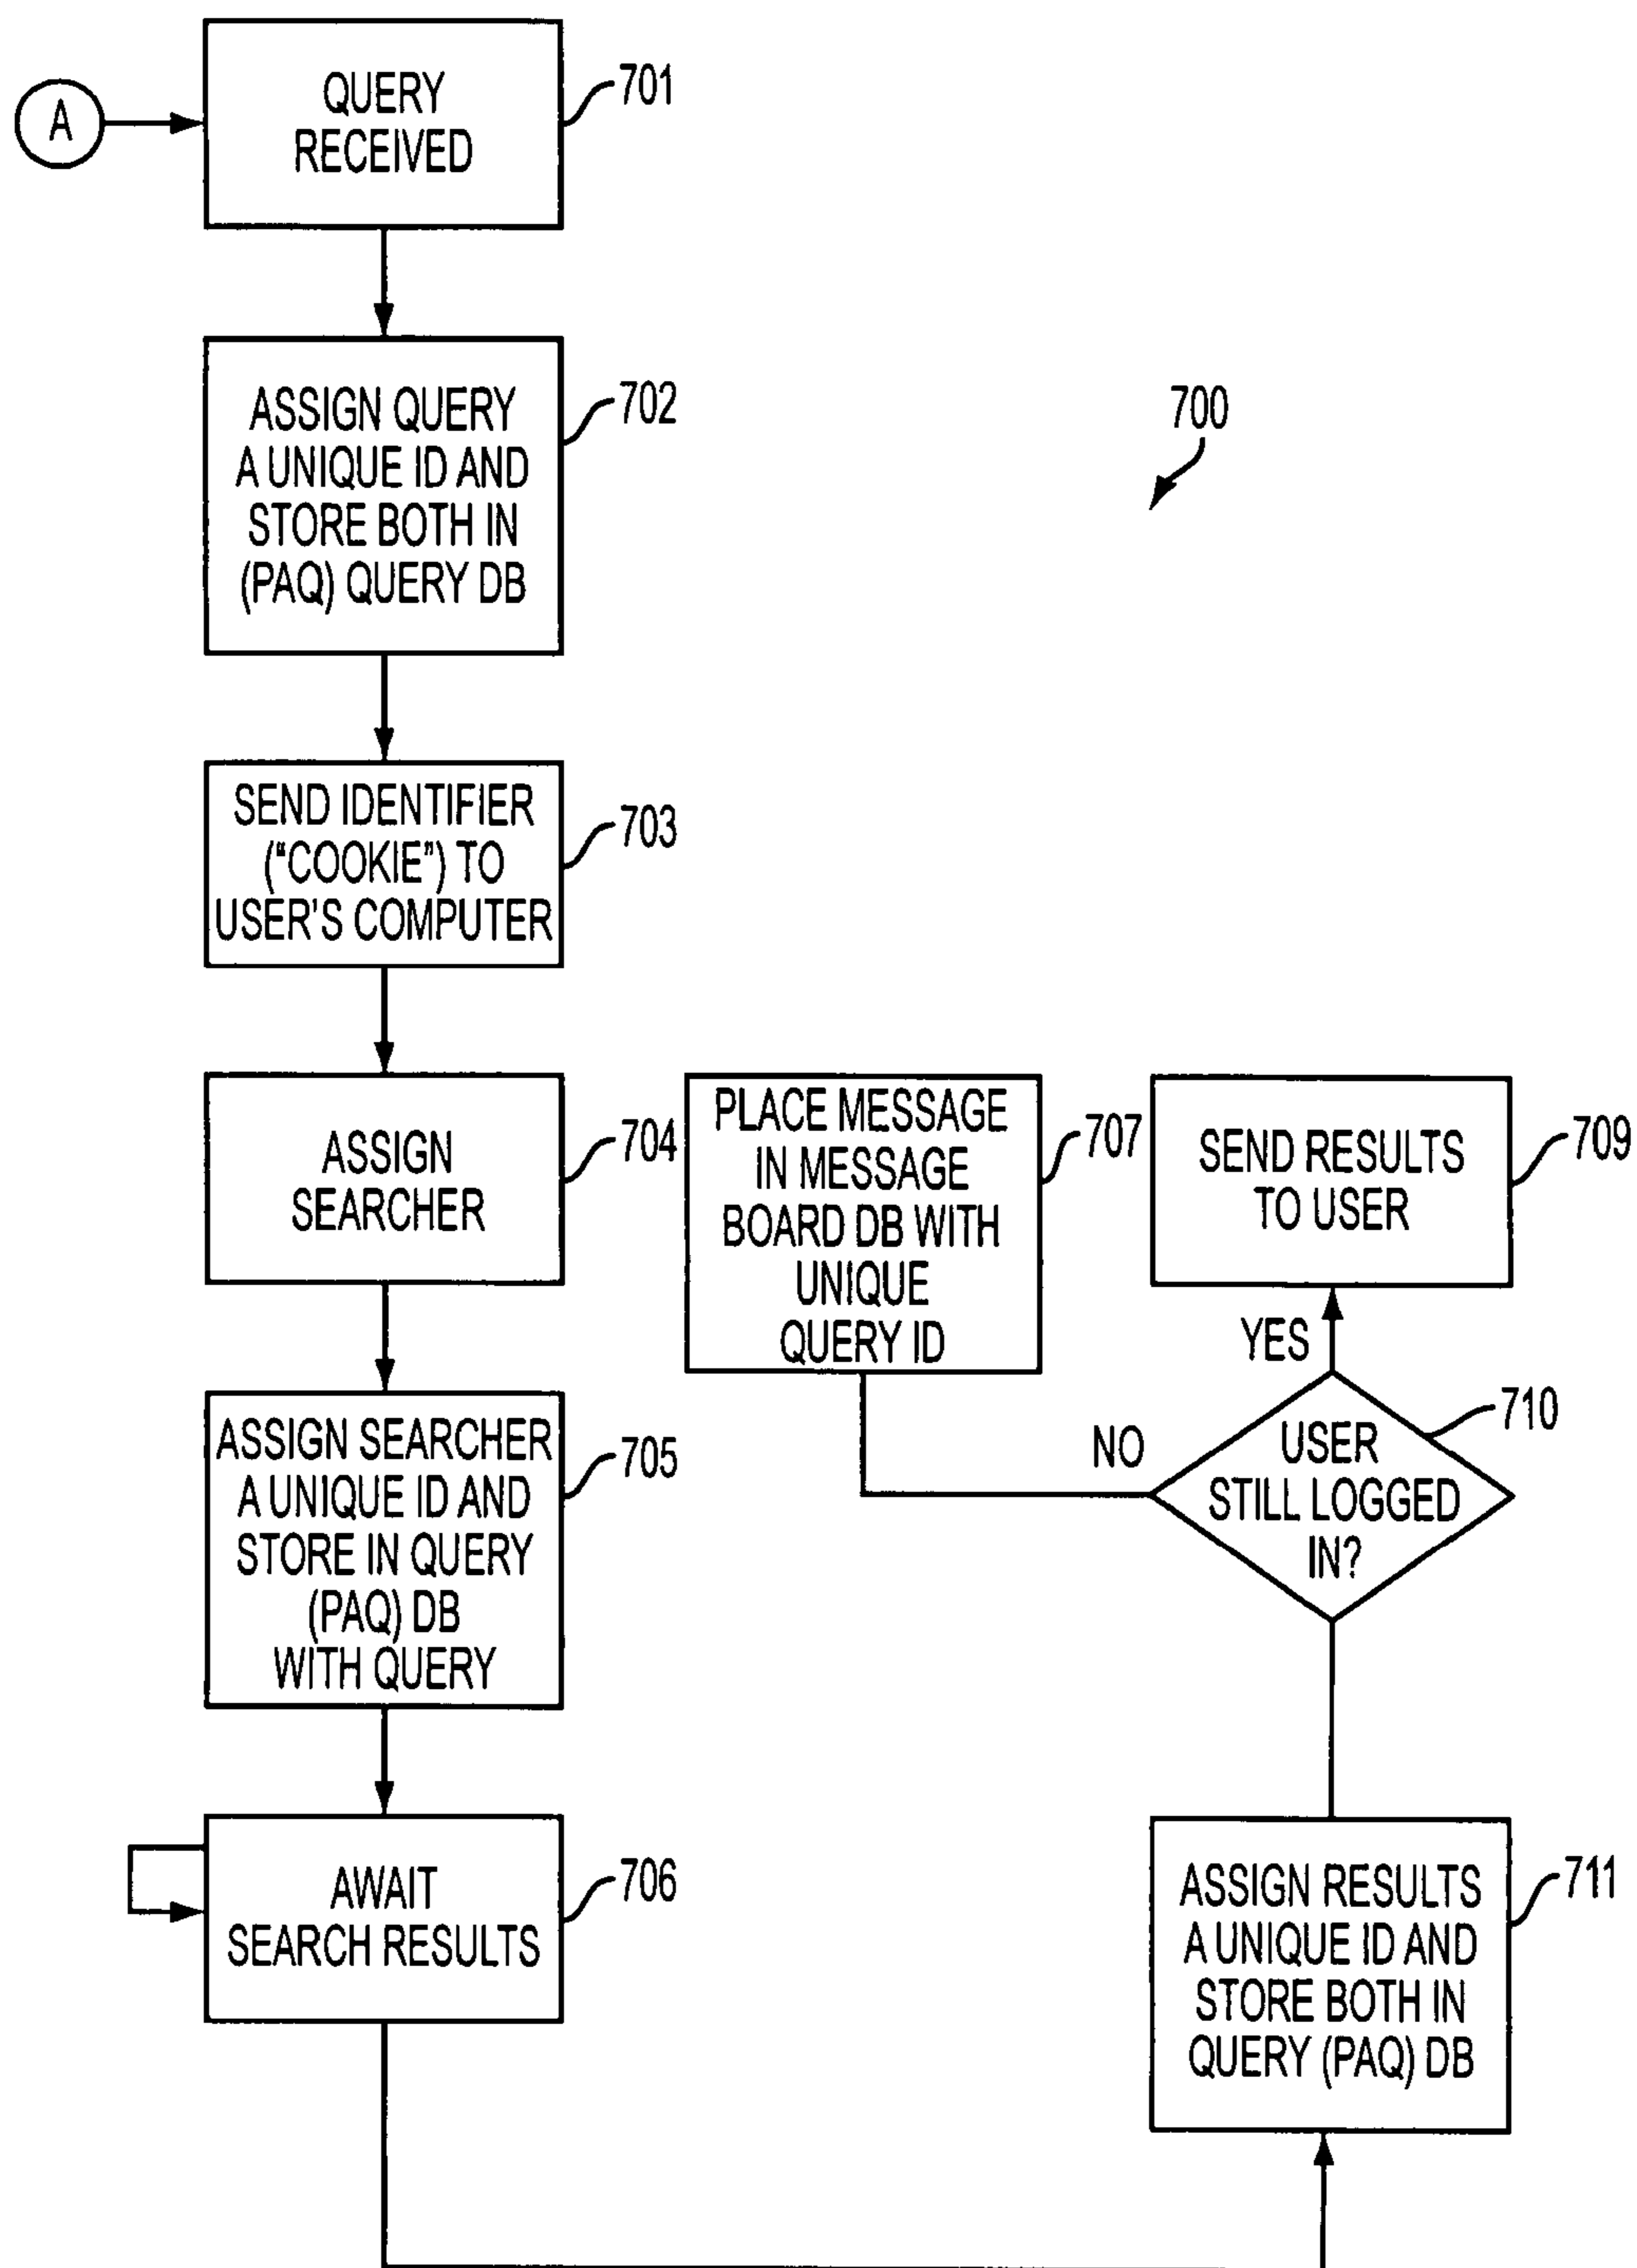 A
QUERY
RECEIVED
701
ASSIGN QUERY
A UNIQUE ID AND
STORE BOTH IN
(PAQ) QUERY DB
702
700
SEND IDENTIFIER
("COOKIE") TO
USER'S COMPUTER
703
ASSIGN
SEARCHER
704
PLACE MESSAGE
IN MESSAGE
BOARD DB WITH
UNIQUE
QUERY ID
707
SEND RESULTS
TO USER
709
YES
ASSIGN SEARCHER
A UNIQUE ID AND
STORE IN QUERY
(PAQ) DB
WITH QUERY
705
NO
USER
STILL LOGGED
IN?
710
AWAIT
SEARCH RESULTS
706
ASSIGN RESULTS
A UNIQUE ID AND
STORE BOTH IN
QUERY (PAQ) DB
711